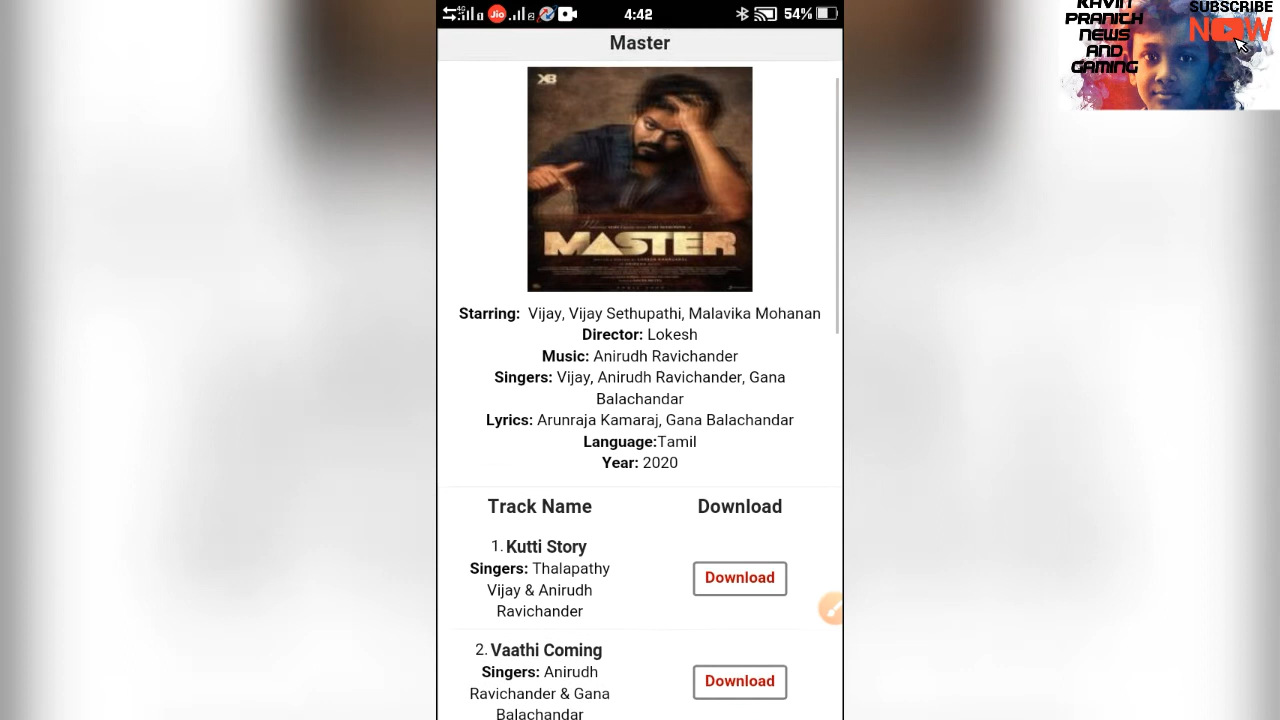 4:42
54%
KAVIN
PRANITH
NEWS
AND
GAMING
SUBSCRIBE
NOW
Master
XB
MASTER
Starring: Vijay, Vijay Sethupathi, Malavika Mohanan
Director: Lokesh
Music: Anirudh Ravichander
Singers: Vijay, Anirudh Ravichander, Gana
Balachandar
Lyrics: Arunraja Kamaraj, Gana Balachandar
Language:Tamil
Year: 2020
Track Name Download
1. Kutti Story
Singers: Thalapathy
Vijay & Anirudh
Ravichander
Download
2. Vaathi Coming
Singers: Anirudh
Ravichander & Gana
Balachandar
Download